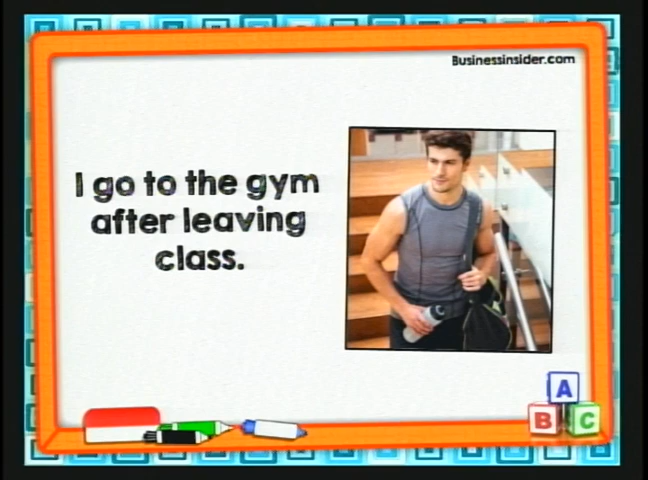 Businessinsider.com
I go to the gym
after leaving
class.
A
B C